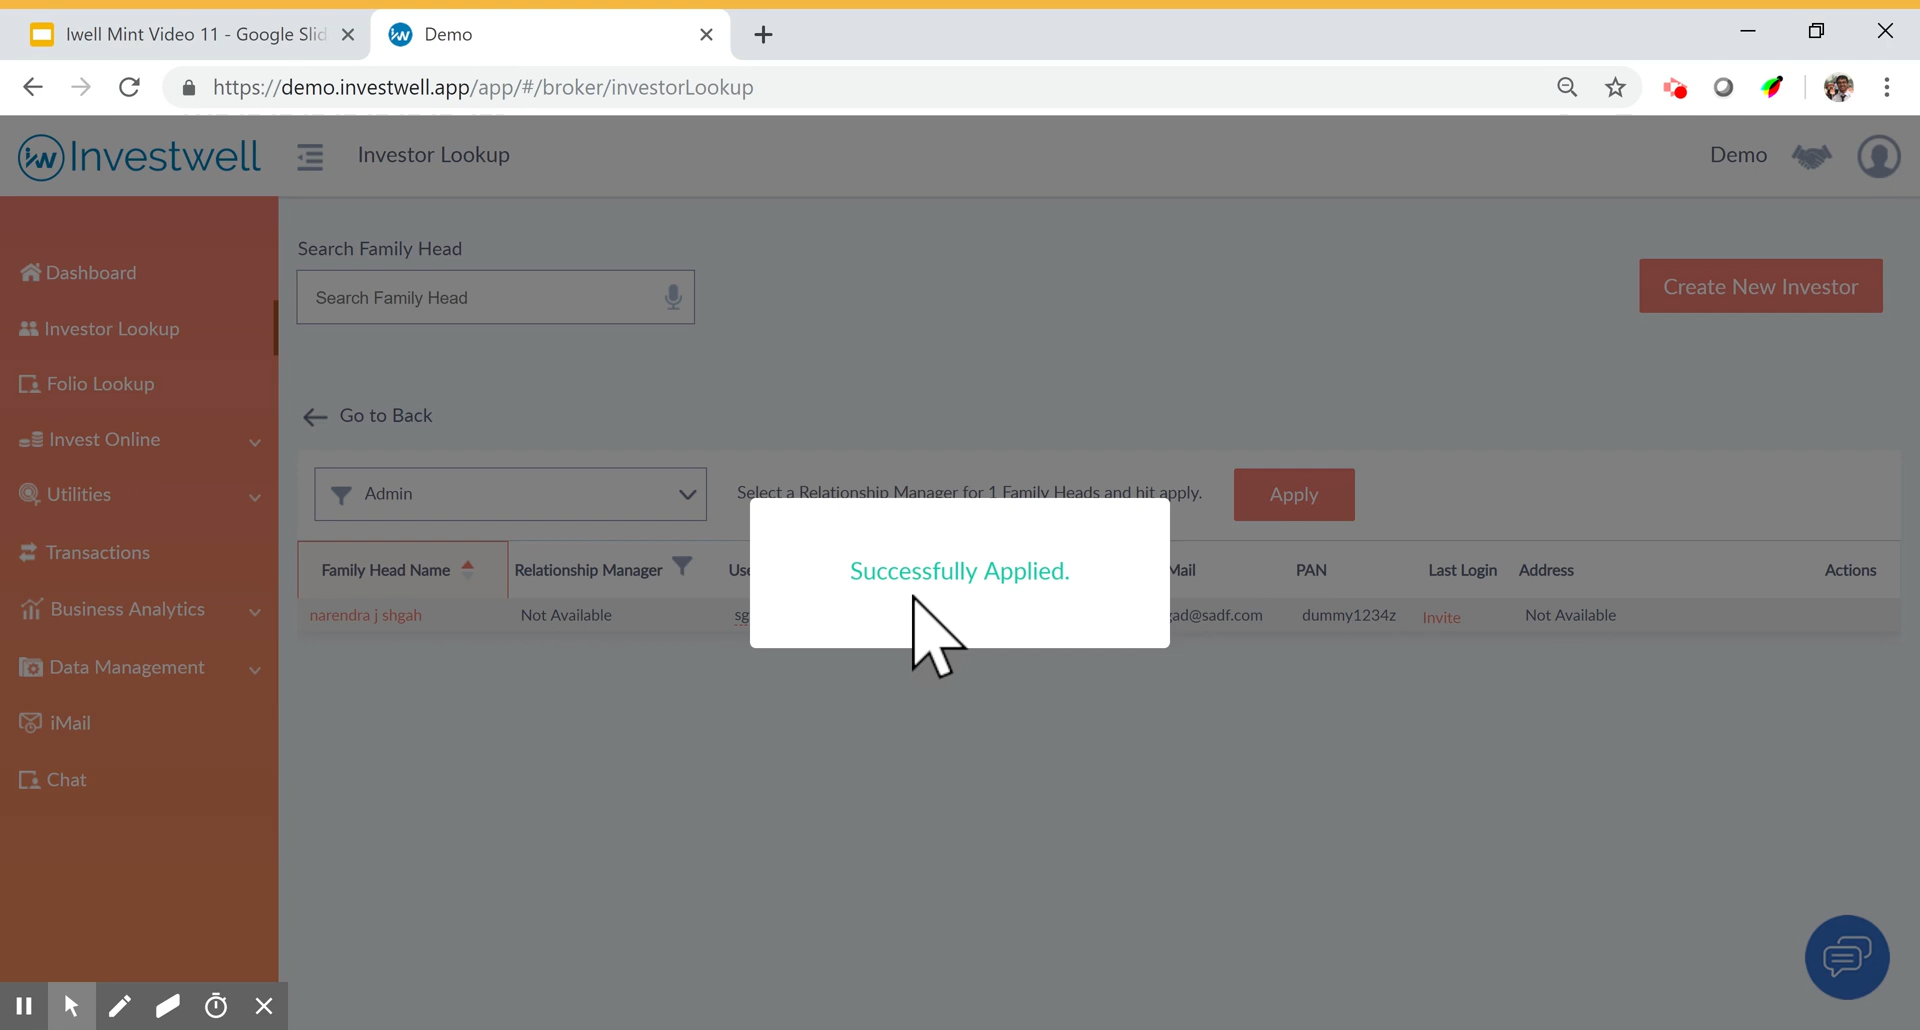 Iwell Mint Video 11 - Google Slid
Demo
https://demo.investwell.app/app/#/broker/investorLookup
Investwell
Investor Lookup
Demo
Dashboard
Investor Lookup
Folio Lookup
Invest Online
Utilities
Transactions
Business Analytics
Data Management
iMail
Chat
Search Family Head
Search Family Head
Create New Investor
Go to Back
Admin
Select a Relationship Manager for 1 Family Heads and hit apply.
Apply
Family Head Name Relationship Manager Use Mail PAN Last Login Address Actions
narendra j shgah Not Available sg ad@sadf.com dummy1234z Invite Not Available
Successfully Applied.